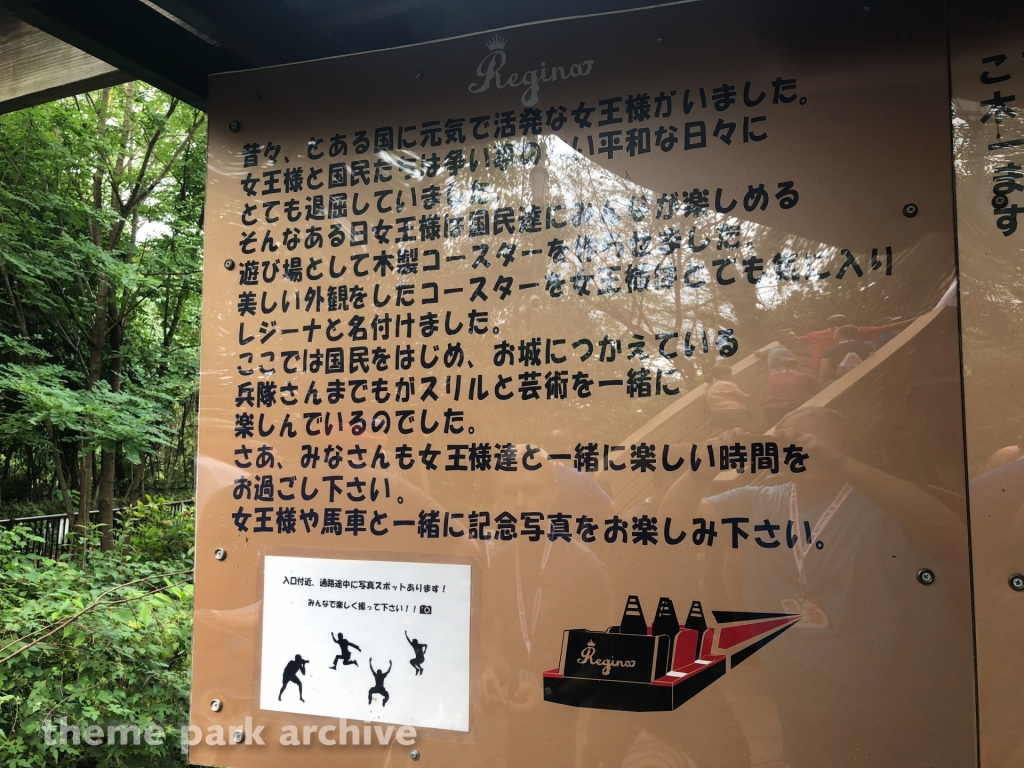 Regina
昔々、とある国に元気で活発な女王様がいました。
女王様と国民たちは争い い平和な日々に
とても退屈していました
そんなある日女王様は国民達に が楽しめる
遊び場として木製コースターを作 ました。
美しい外観をしたコースターを女王様はとても気に入り
レジーナと名付けました。
ここでは国民をはじめ、お城につかえている
兵隊さんまでもがスリルと芸術を一緒に
楽しんでいるのでした。
さあ、みなさんも女王様達と一緒に楽しい時間を
お過ごし下さい。
女王様や馬車と一緒に記念写真をお楽しみ下さい。
入口付近、通路途中に写真スポットあります！
みんなで楽しく撮って下さい！！
Regina
ます
theme park archive